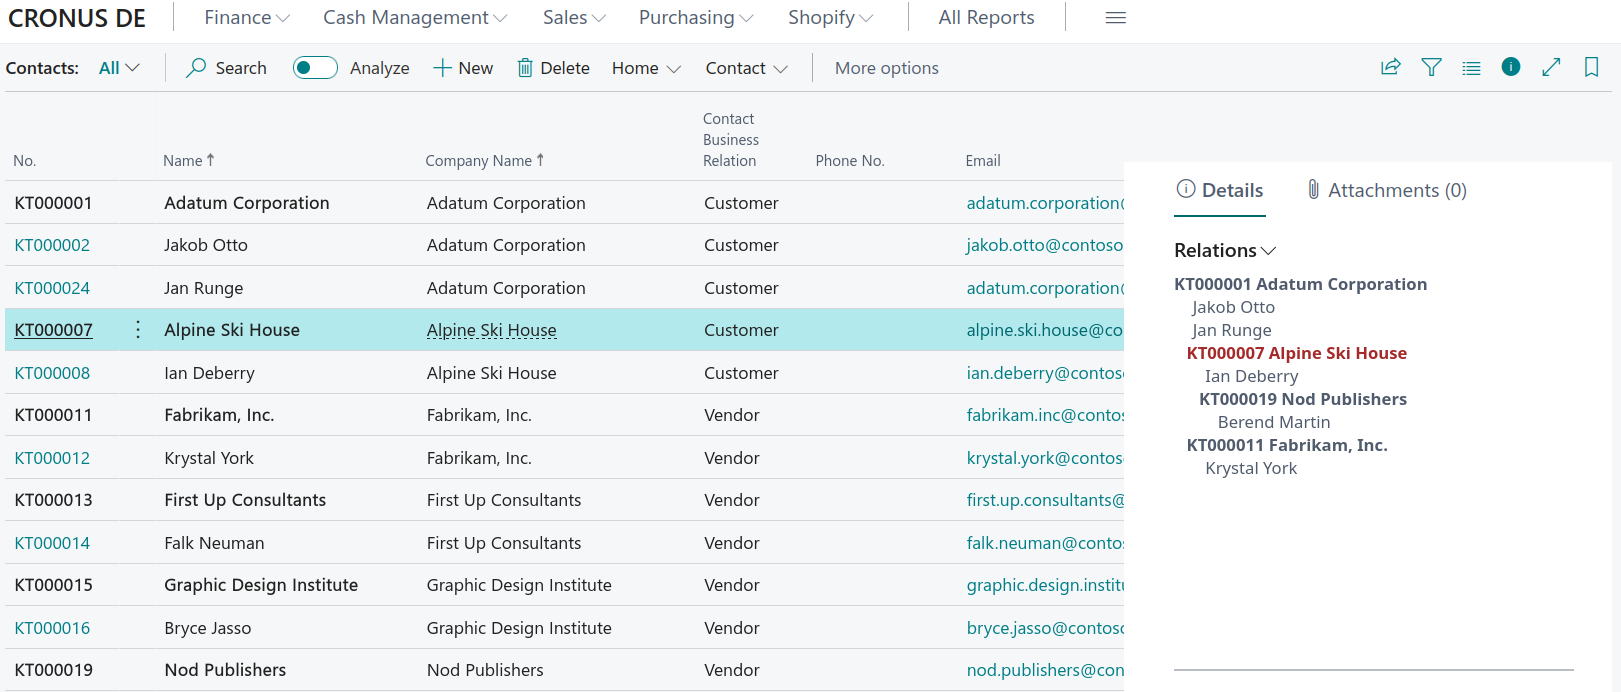 CRONUS DE Finance Cash Management Sales Purchasing Shopify All Reports
Contacts: All Search Analyze New Delete Home Contact More options
No. Name ↑ Company Name ↑ Contact Business Relation Phone No. Email
KT000001 Adatum Corporation Adatum Corporation Customer adatum.corporation@
KT000002 Jakob Otto Adatum Corporation Customer jakob.otto@contoso
KT000024 Jan Runge Adatum Corporation Customer adatum.corporation@
KT000007 Alpine Ski House Alpine Ski House Customer alpine.ski.house@co
KT000008 Ian Deberry Alpine Ski House Customer ian.deberry@contoso
KT000011 Fabrikam, Inc. Fabrikam, Inc. Vendor fabrikam.inc@contos
KT000012 Krystal York Fabrikam, Inc. Vendor krystal.york@contoso
KT000013 First Up Consultants First Up Consultants Vendor first.up.consultants@
KT000014 Falk Neuman First Up Consultants Vendor falk.neuman@contos
KT000015 Graphic Design Institute Graphic Design Institute Vendor graphic.design.institu
KT000016 Bryce Jasso Graphic Design Institute Vendor bryce.jasso@contoso
KT000019 Nod Publishers Nod Publishers Vendor nod.publishers@con
Details Attachments (0)
Relations
KT000001 Adatum Corporation
Jakob Otto
Jan Runge
KT000007 Alpine Ski House
Ian Deberry
KT000019 Nod Publishers
Berend Martin
KT000011 Fabrikam, Inc.
Krystal York